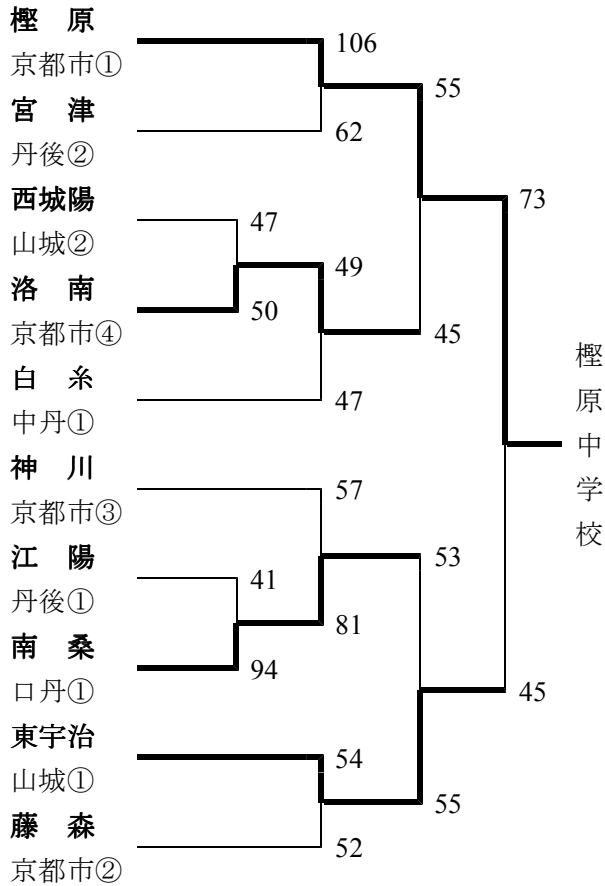 樫　原
京都市①
宮　津
丹後②
西城陽
山城②
洛　南
京都市④
白　糸
中丹①
神　川
京都市③
江　陽
丹後①
南　桑
口丹①
東宇治
山城①
藤　森
京都市②
106
62
47
50
49
47
57
41
94
81
54
52
55
45
53
55
73
45
樫原中学校